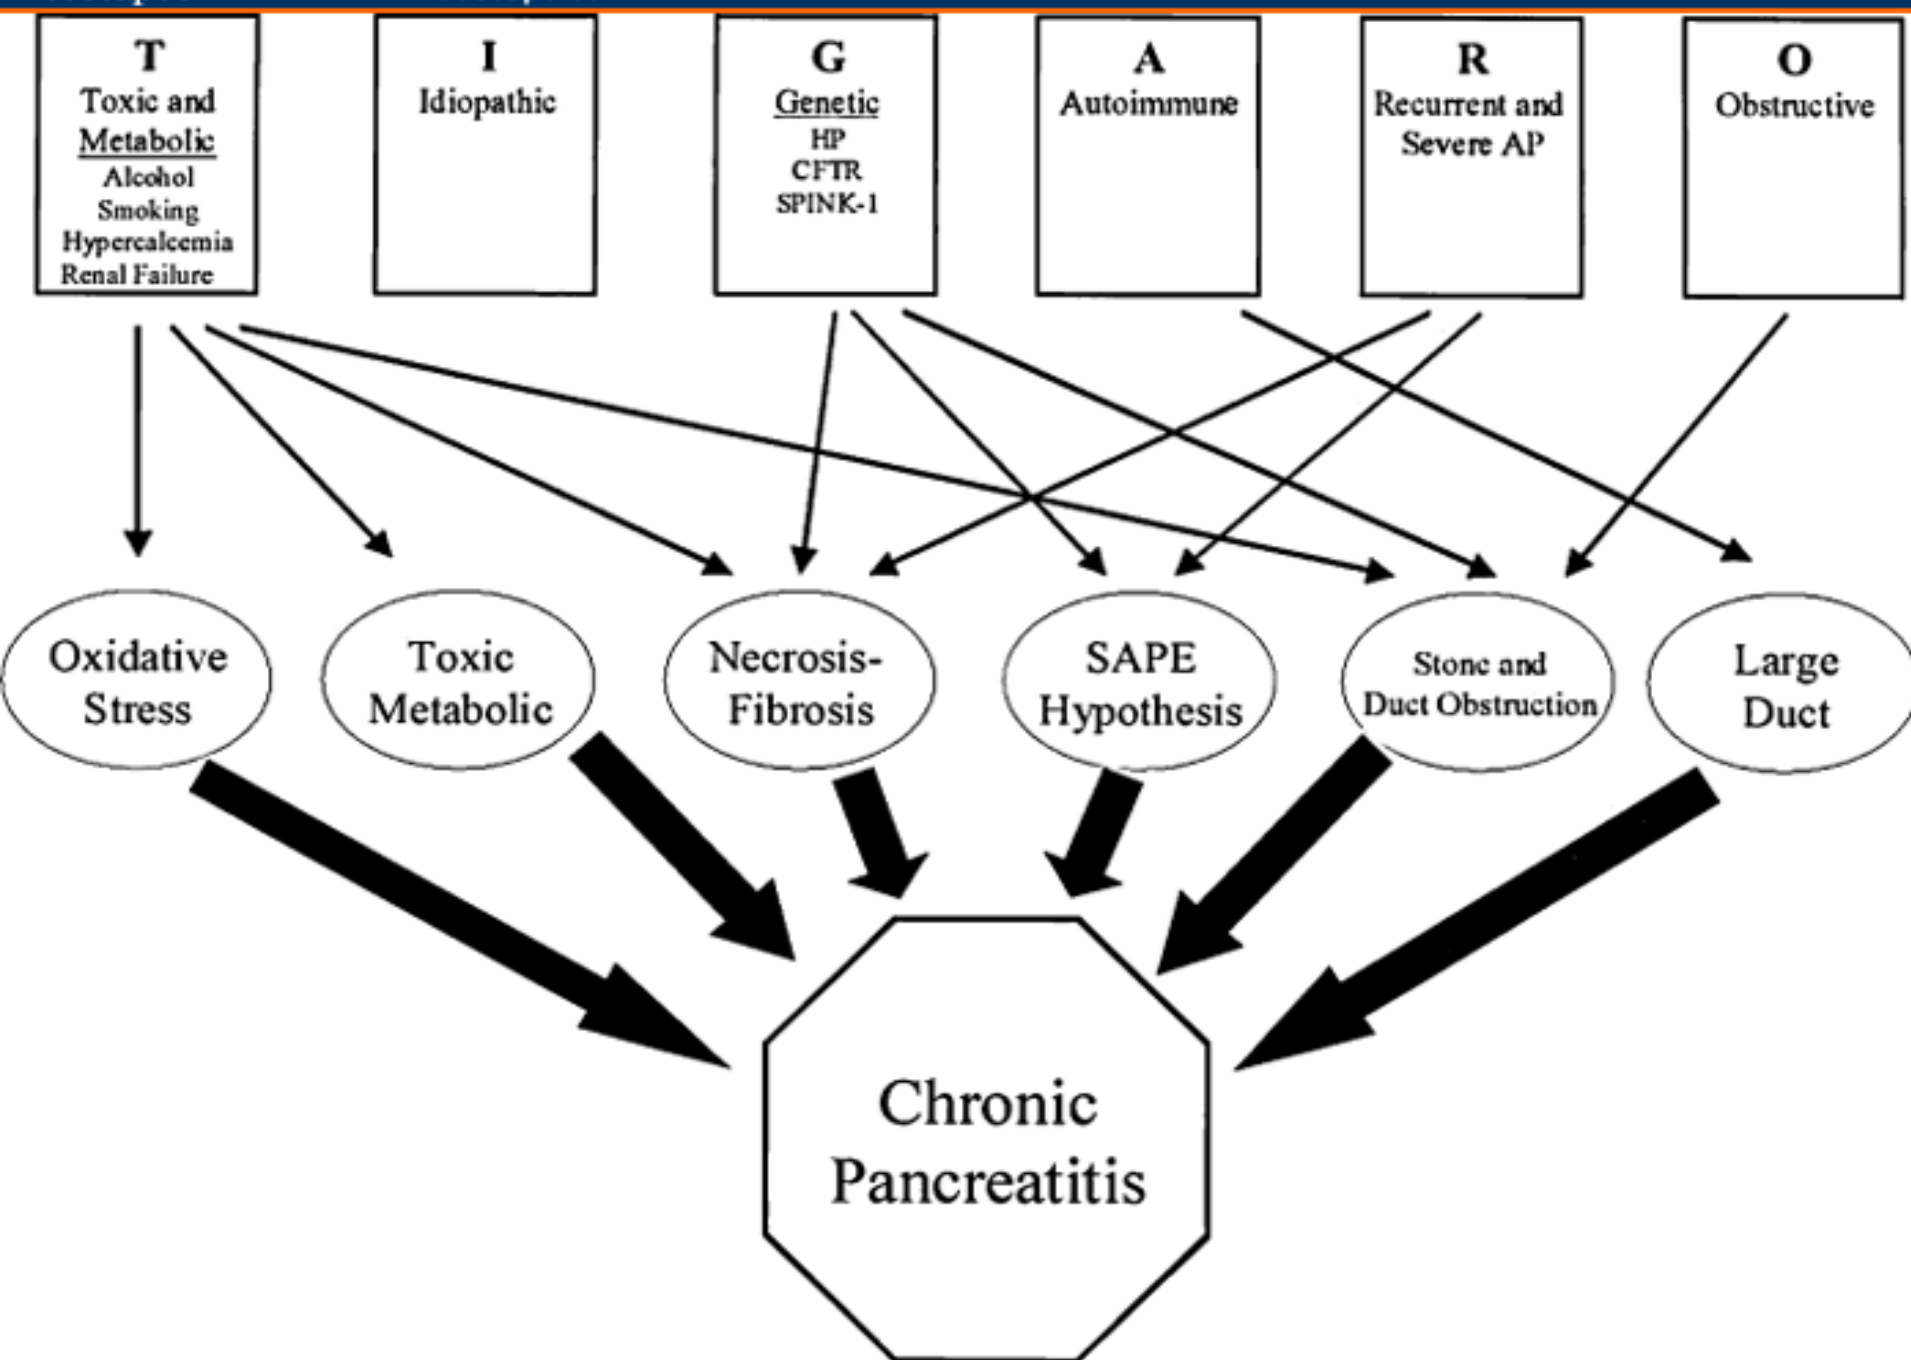 T
Toxic and
Metabolic
Alcohol
Smoking
Hypercalcemia
Renal Failure
I
Idiopathic
G
Genetic
HP
CFTR
SPINK-1
A
Autoimmune
R
Recurrent and
Severe AP
O
Obstructive
Oxidative
Stress
Toxic
Metabolic
Necrosis-
Fibrosis
SAPE
Hypothesis
Stone and
Duct Obstruction
Large
Duct
Chronic
Pancreatitis